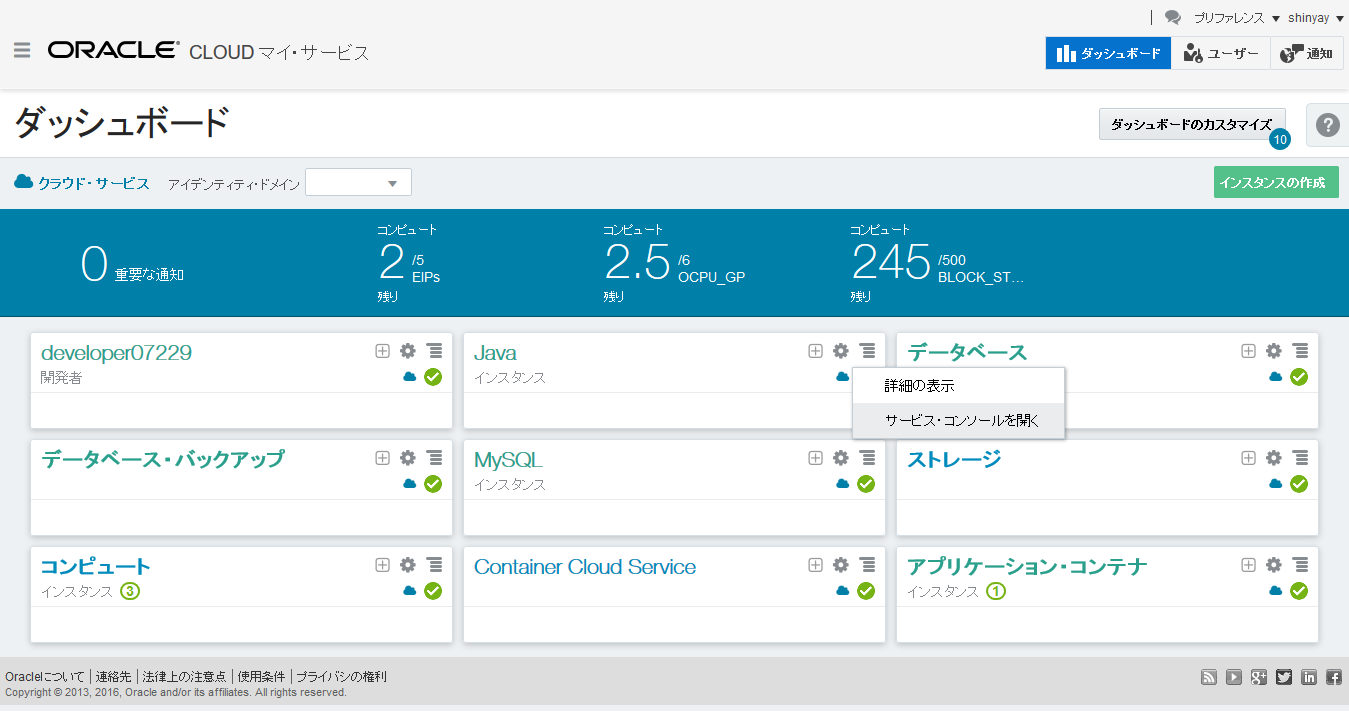 プリファレンス ▼ shinyay ▼
ORACLE CLOUD マイ・サービス
ダッシュボード ユーザー 通知
ダッシュボード
ダッシュボードのカスタマイズ
10
?
クラウド・サービス アイデンティティ・ドメイン
インスタンスの作成
0 重要な通知
コンピュート
2 /5 EIPs
残り
コンピュート
2.5 /6 OCPU_GP
残り
コンピュート
245 /500 BLOCK_ST...
残り
developer07229
開発者
Java
インスタンス
データベース
詳細の表示
サービス・コンソールを開く
データベース・バックアップ
MySQL
インスタンス
ストレージ
コンピュート
インスタンス 3
Container Cloud Service
アプリケーション・コンテナ
インスタンス 1
Oracleについて | 連絡先 | 法律上の注意点 | 使用条件 | プライバシの権利
Copyright © 2013, 2016, Oracle and/or its affiliates. All rights reserved.